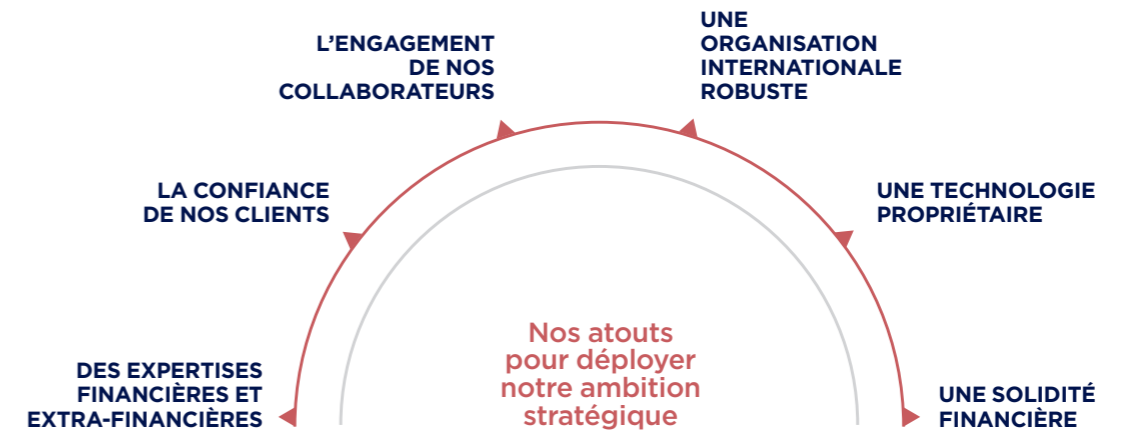 UNE
ORGANISATION
INTERNATIONALE
ROBUSTE
L’ENGAGEMENT
DE NOS
COLLABORATEURS
LA CONFIANCE
DE NOS CLIENTS
UNE TECHNOLOGIE
PROPRIÉTAIRE
DES EXPERTISES
FINANCIÈRES ET
EXTRA-FINANCIÈRES
Nos atouts
pour déployer
notre ambition
stratégique
UNE SOLIDITÉ
FINANCIÈRE